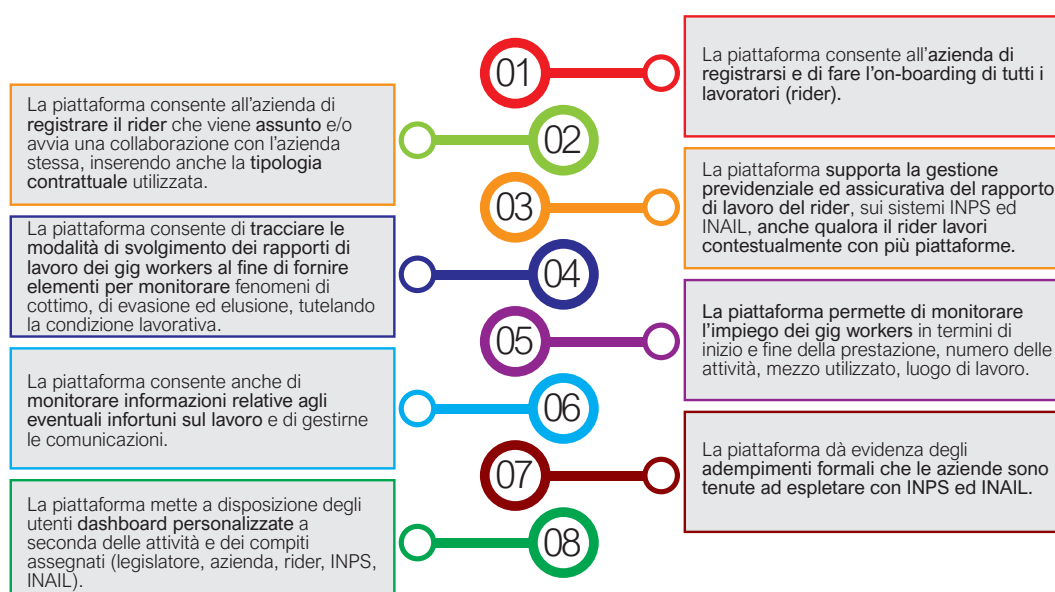 01
La piattaforma consente all'azienda di
registrarsi e di fare l'on-boarding di tutti i
lavoratori (rider).
La piattaforma consente all'azienda di
registrare il rider che viene assunto e/o
avvia una collaborazione con l'azienda
stessa, inserendo anche la tipologia
contrattuale utilizzata.
02
03
La piattaforma supporta la gestione
previdenziale ed assicurativa del rapporto
di lavoro del rider, sui sistemi INPS ed
INAIL, anche qualora il rider lavori
contestualmente con più piattaforme.
La piattaforma consente di tracciare le
modalità di svolgimento dei rapporti di
lavoro dei gig workers al fine di fornire
elementi per monitorare fenomeni di
cottimo, di evasione ed elusione, tutelando
la condizione lavorativa.
04
05
La piattaforma permette di monitorare
l'impiego dei gig workers in termini di
inizio e fine della prestazione, numero delle
attività, mezzo utilizzato, luogo di lavoro.
La piattaforma consente anche di
monitorare informazioni relative agli
eventuali infortuni sul lavoro e di gestirne
le comunicazioni.
06
07
La piattaforma dà evidenza degli
adempimenti formali che le aziende sono
tenute ad espletare con INPS ed INAIL.
La piattaforma mette a disposizione degli
utenti dashboard personalizzate a
seconda delle attività e dei compiti
assegnati (legislatore, azienda, rider, INPS,
INAIL).
08